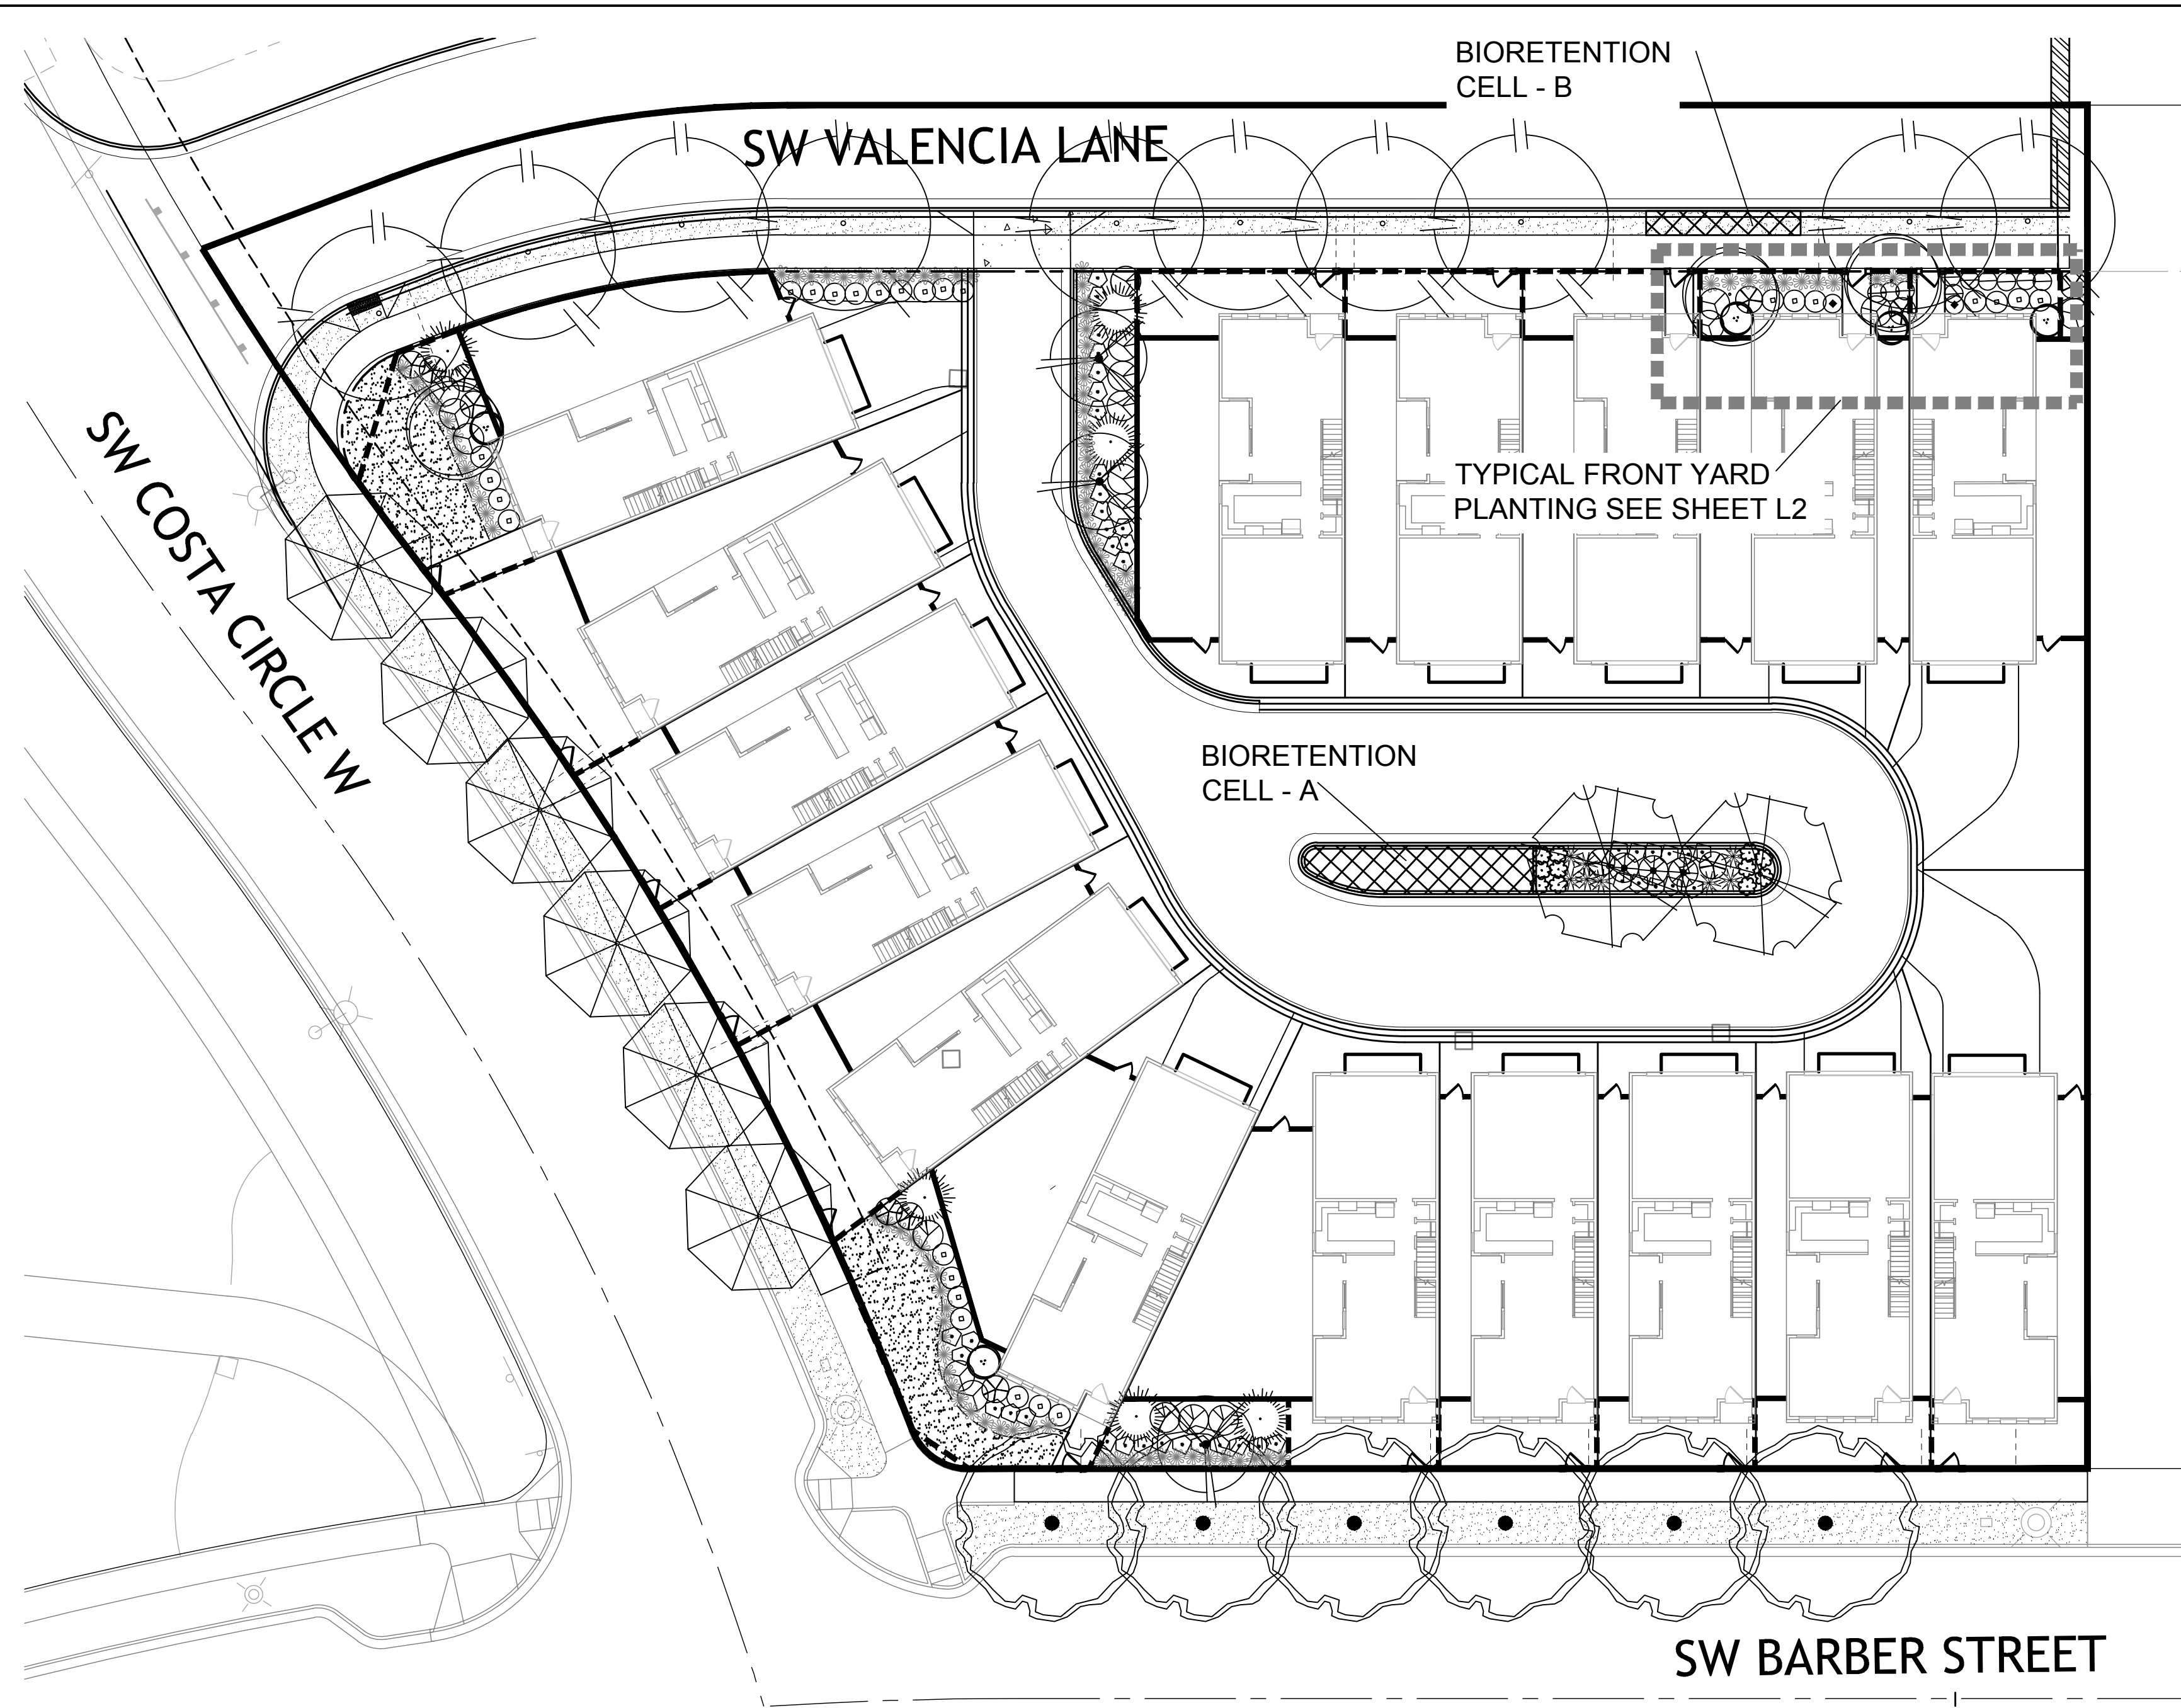 BIORETENTION
CELL - B
SW VALENCIA LANE
SW COSTA CIRCLE W
TYPICAL FRONT YARD
PLANTING SEE SHEET L2
BIORETENTION
CELL - A
SW BARBER STREET